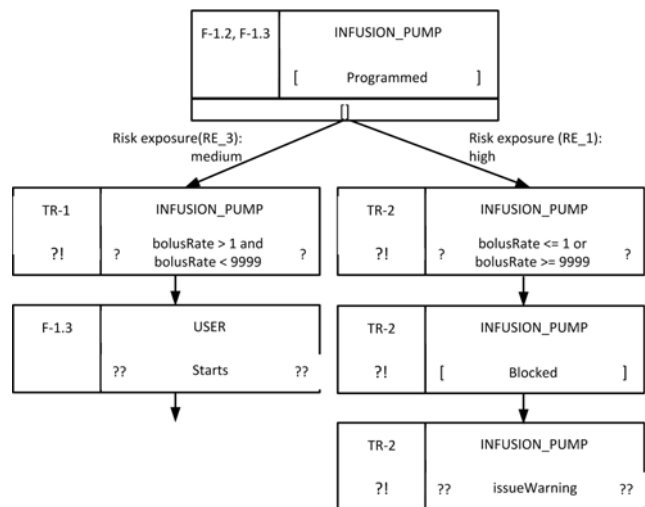 F-1.2, F-1.3 INFUSION_PUMP
[ Programmed ]
[]
Risk exposure(RE_3):
medium
Risk exposure (RE_1):
high
TR-1 INFUSION_PUMP
?! ? bolusRate > 1 and
bolusRate < 9999 ?
TR-2 INFUSION_PUMP
?! ? bolusRate <= 1 or
bolusRate >= 9999 ?
F-1.3 USER
?? Starts ??
TR-2 INFUSION_PUMP
?! [ Blocked ]
TR-2 INFUSION_PUMP
?! ?? issueWarning ??